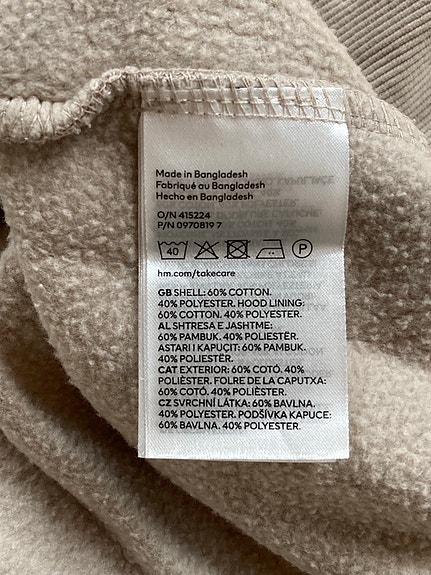 Made in Bangladesh
Fabriqué au Bangladesh
Hecho en Bangladesh
O/N 415224
P/N 0970819 7
40 P
hm.com/takecare
GB SHELL: 60% COTTON.
40% POLYESTER. HOOD LINING:
60% COTTON. 40% POLYESTER.
AL SHTRESA E JASHTME:
60% PAMBUK. 40% POLIESTËR.
ASTARI I KAPUÇIT: 60% PAMBUK.
40% POLIESTËR.
CAT EXTERIOR: 60% COTÓ. 40%
POLIÈSTER. FOLRE DE LA CAPUTXA:
60% COTÓ. 40% POLIÈSTER.
CZ SVRCHNÍ LÁTKA: 60% BAVLNA.
40% POLYESTER. PODŠÍVKA KAPUCE:
60% BAVLNA. 40% POLYESTER.